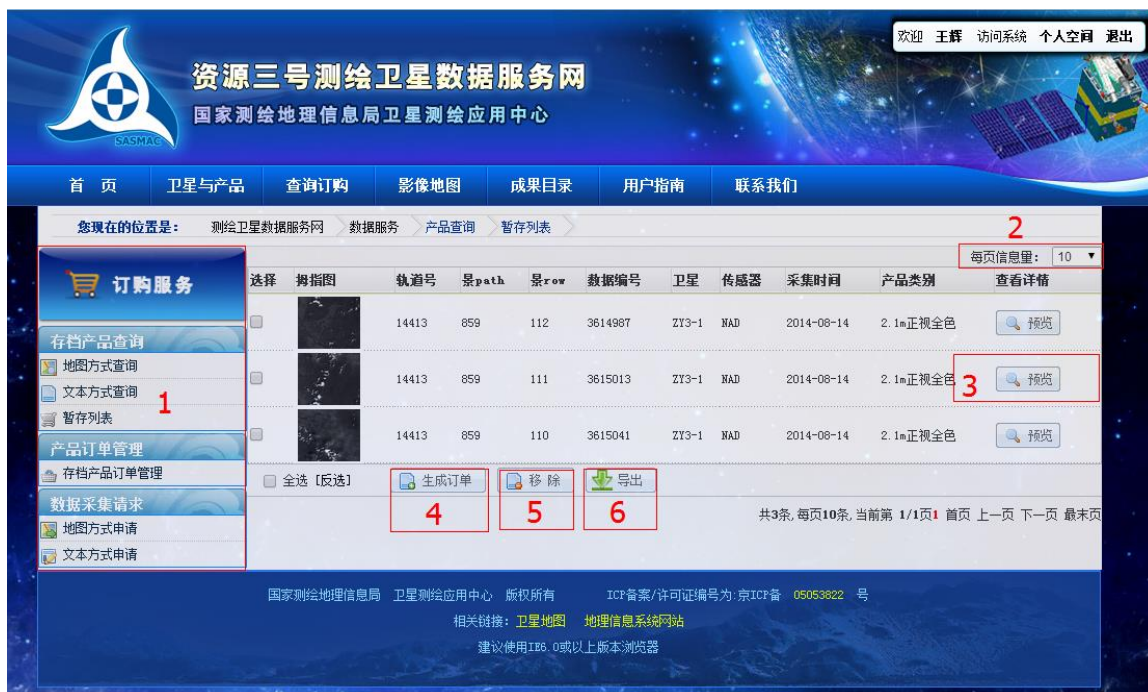 欢迎 王辉 访问系统 个人空间 退出
资源三号测绘卫星数据服务网
国家测绘地理信息局卫星测绘应用中心
SASMAC
首 页 卫星与产品 查询订购 影像地图 成果目录 用户指南 联系我们
您现在的位置是： 测绘卫星数据服务网 数据服务 产品查询 暂存列表
2
每页信息量： 10
订购服务
选择 拇指图 轨道号 景path 景row 数据编号 卫星 传感器 采集时间 产品类别 查看详情
14413 859 112 3614987 ZY3-1 NAD 2014-08-14 2.1m正视全色 预览
存档产品查询
地图方式查询
14413 859 111 3615013 ZY3-1 NAD 2014-08-14 2.1m正视全色 3 预览
文本方式查询
1
暂存列表
14413 859 110 3615041 ZY3-1 NAD 2014-08-14 2.1m正视全色 预览
产品订单管理
存档产品订单管理
全选 [反选] 生成订单 移 除 导出
数据采集请求
4 5 6
共3条,每页10条,当前第 1/1页1 首页 上一页 下一页 最末页
地图方式申请
文本方式申请
国家测绘地理信息局 卫星测绘应用中心 版权所有 ICP备案/许可证编号为:京ICP备 05053822 号
相关链接： 卫星地图 地理信息系统网站
建议使用IE6.0或以上版本浏览器